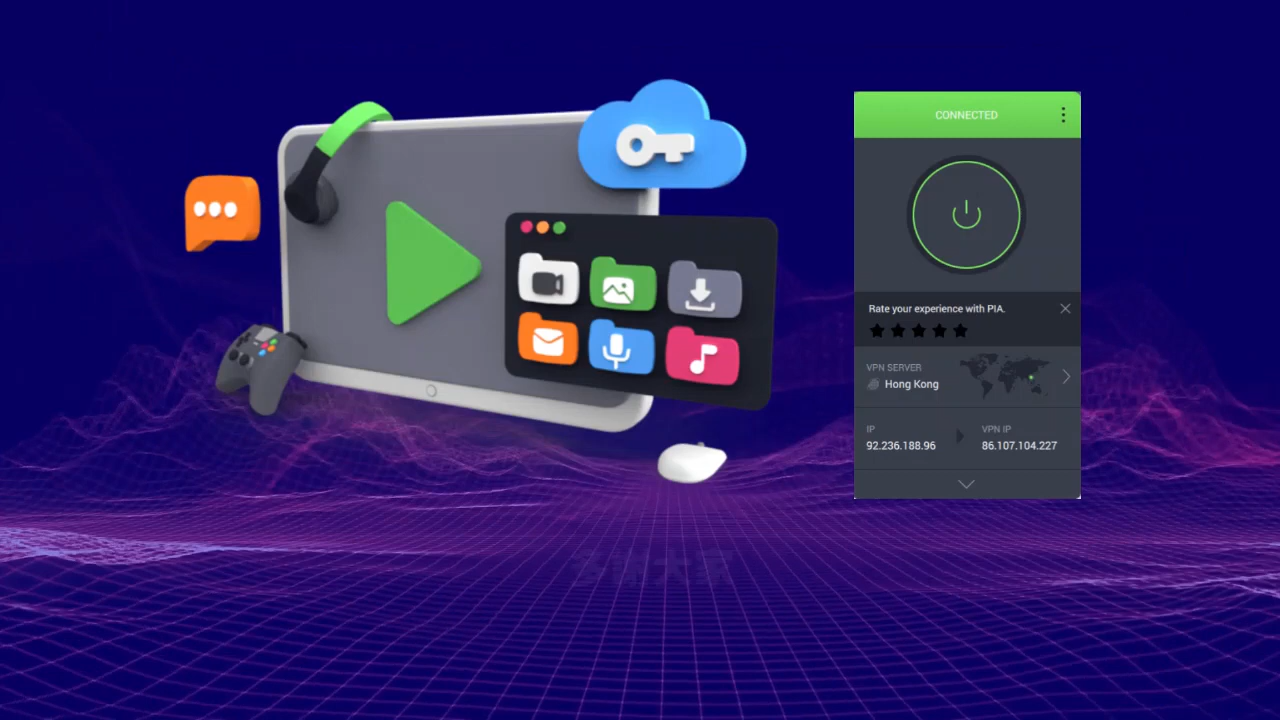 CONNECTED
Rate your experience with PIA.
VPN SERVER
Hong Kong
IP
VPN IP
92.236.188.96
86.107.104.227